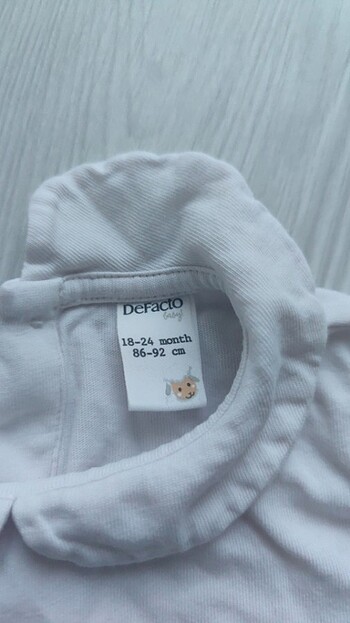 DeFacto
baby
18-24 month
86-92 cm